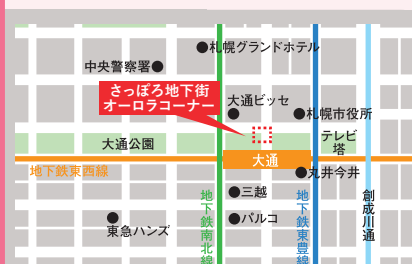 札幌グランドホテル
中央警察署
さっぽろ地下街
オーロラコーナー
大通ビッセ
札幌市役所
大通公園
テレビ
塔
大通
地下鉄東西線
丸井今井
三越
パルコ
東急ハンズ
地下鉄南北線
地下鉄東豊線
創成川通